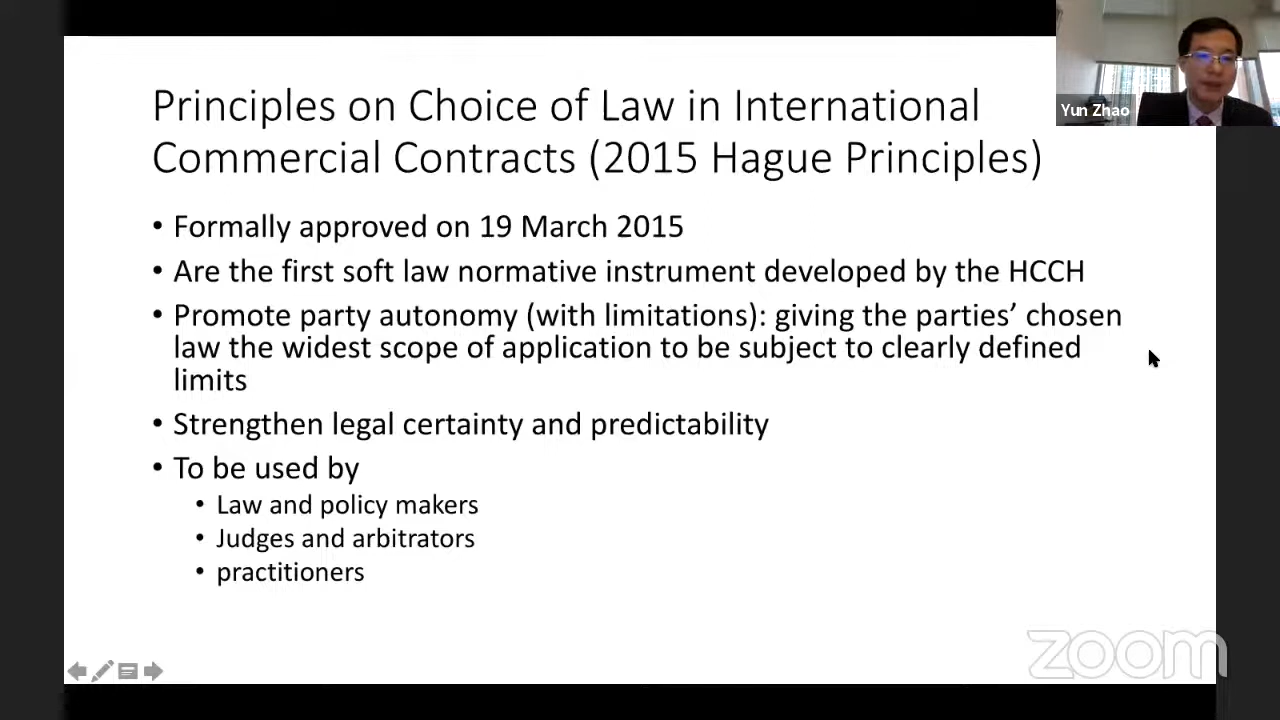 Yun Zhao
Principles on Choice of Law in International
Commercial Contracts (2015 Hague Principles)
• Formally approved on 19 March 2015
• Are the first soft law normative instrument developed by the HCCH
• Promote party autonomy (with limitations): giving the parties’ chosen
law the widest scope of application to be subject to clearly defined
limits
• Strengthen legal certainty and predictability
• To be used by
• Law and policy makers
• Judges and arbitrators
• practitioners
zoom